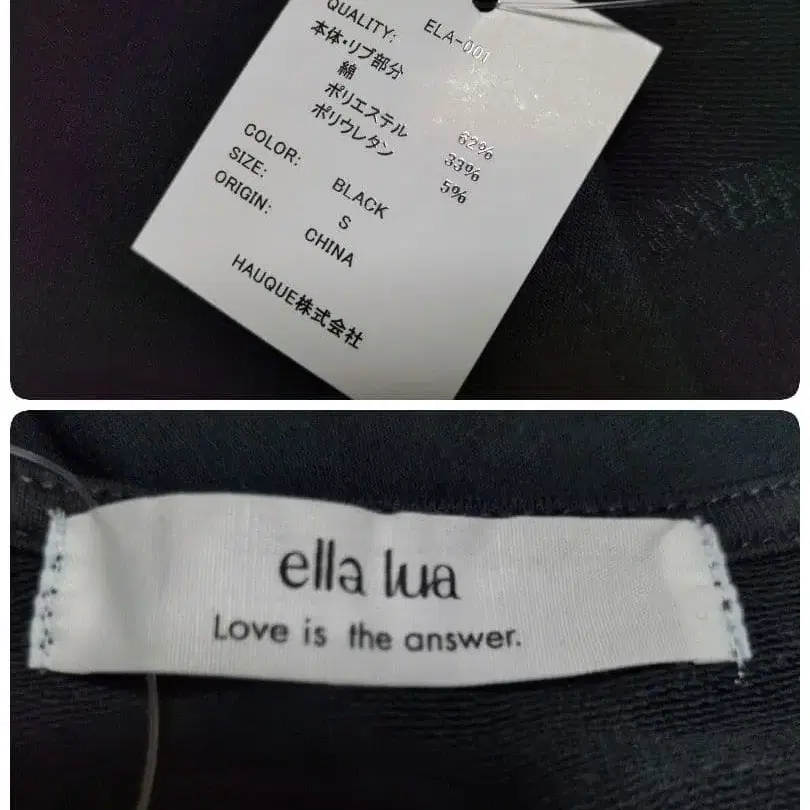 ELA-001
QUALITY:
本体・リブ部分
綿 62%
ポリエステル 33%
ポリウレタン 5%
COLOR: BLACK
SIZE: S
ORIGIN: CHINA
HAUQUE株式会社
ella lua
Love is the answer.